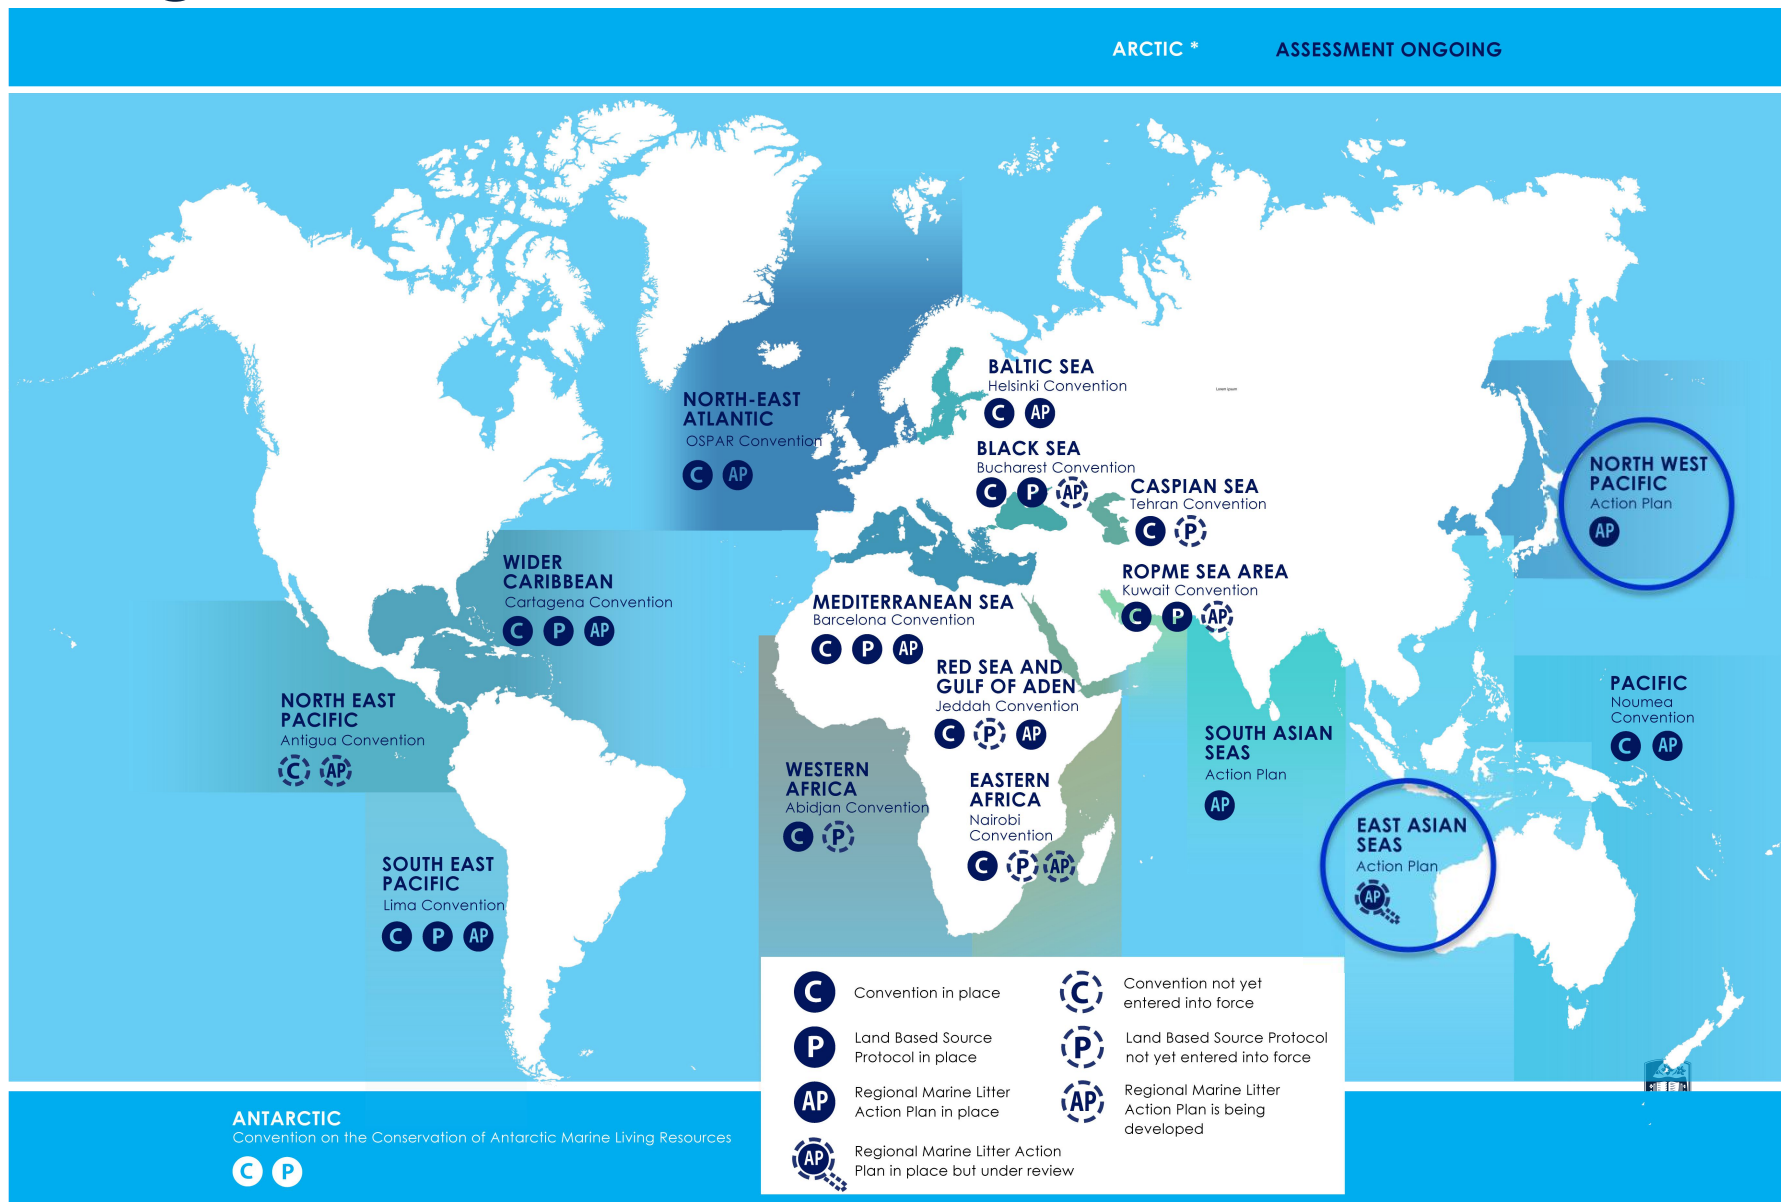 ARCTIC *
ASSESSMENT ONGOING
BALTIC SEA
Helsinki Convention
C AP
NORTH-EAST
ATLANTIC
OSPAR Convention
C AP
BLACK SEA
Bucharest Convention
C P AP
CASPIAN SEA
Tehran Convention
C P
NORTH WEST
PACIFIC
Action Plan
AP
WIDER
CARIBBEAN
Cartagena Convention
C P AP
MEDITERRANEAN SEA
Barcelona Convention
C P AP
ROPME SEA AREA
Kuwait Convention
C P AP
RED SEA AND
GULF OF ADEN
Jeddah Convention
C P AP
NORTH EAST
PACIFIC
Antigua Convention
C AP
PACIFIC
Noumea
Convention
C AP
SOUTH ASIAN
SEAS
Action Plan
AP
WESTERN
AFRICA
Abidjan Convention
C P
EASTERN
AFRICA
Nairobi
Convention
C P AP
EAST ASIAN
SEAS
Action Plan
AP
SOUTH EAST
PACIFIC
Lima Convention
C P AP
Lorem ipsum
C Convention in place
C Convention not yet
entered into force
P Land Based Source
Protocol in place
P Land Based Source Protocol
not yet entered into force
AP Regional Marine Litter
Action Plan in place
AP Regional Marine Litter
Action Plan is being
developed
AP Regional Marine Litter Action
Plan in place but under review
ANTARCTIC
Convention on the Conservation of Antarctic Marine Living Resources
C P